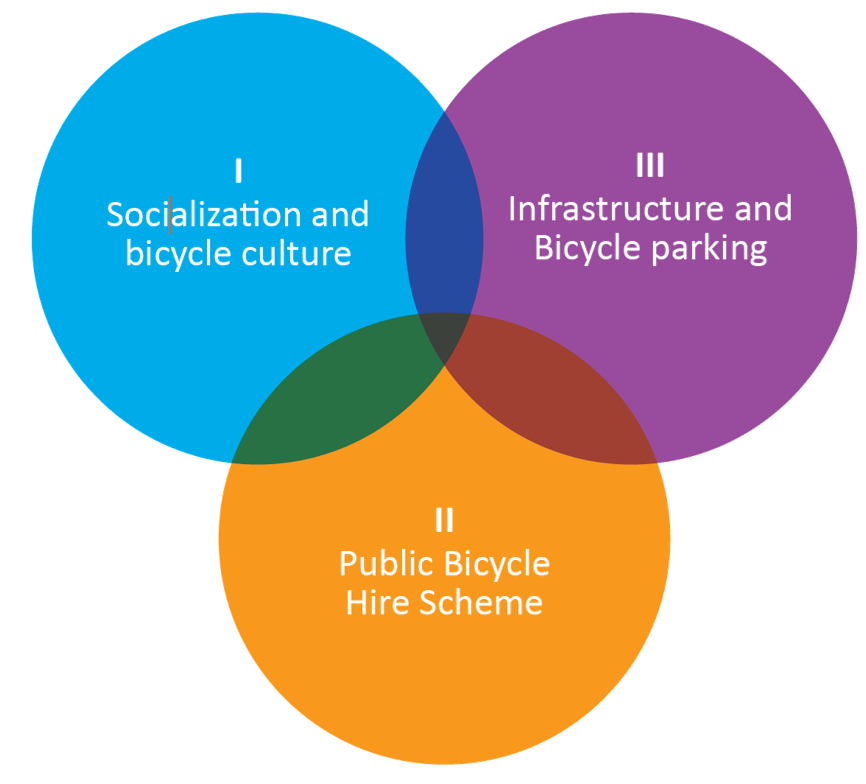 I
Socialization and
bicycle culture
III
Infrastructure and
Bicycle parking
II
Public Bicycle
Hire Scheme